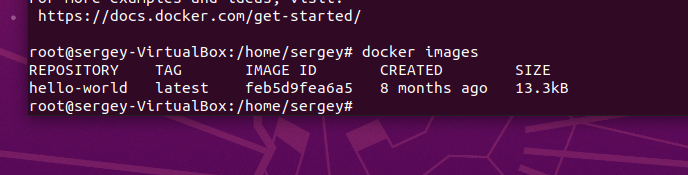 For more examples and ideas, visit:
https://docs.docker.com/get-started/
root@sergey-VirtualBox:/home/sergey# docker images
REPOSITORY TAG IMAGE ID CREATED SIZE
hello-world latest feb5d9fea6a5 8 months ago 13.3kB
root@sergey-VirtualBox:/home/sergey#